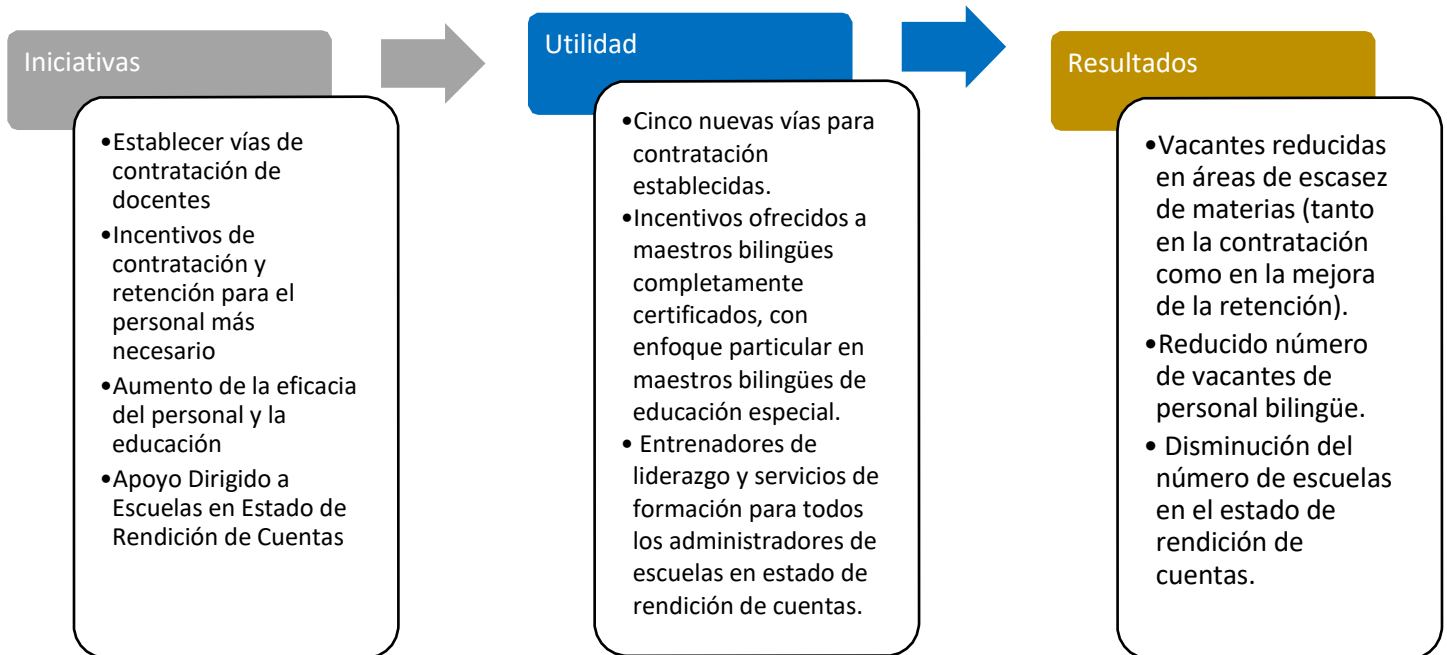 Iniciativas
•Establecer vías de
contratación de
docentes
•Incentivos de
contratación y
retención para el
personal más
necesario
•Aumento de la eficacia
del personal y la
educación
•Apoyo Dirigido a
Escuelas en Estado de
Rendición de Cuentas
Utilidad
•Cinco nuevas vías para
contratación
establecidas.
•Incentivos ofrecidos a
maestros bilingües
completamente
certificados, con
enfoque particular en
maestros bilingües de
educación especial.
• Entrenadores de
liderazgo y servicios de
formación para todos
los administradores de
escuelas en estado de
rendición de cuentas.
Resultados
•Vacantes reducidas
en áreas de escasez
de materias (tanto
en la contratación
como en la mejora
de la retención).
•Reducido número
de vacantes de
personal bilingüe.
• Disminución del
número de escuelas
en el estado de
rendición de
cuentas.